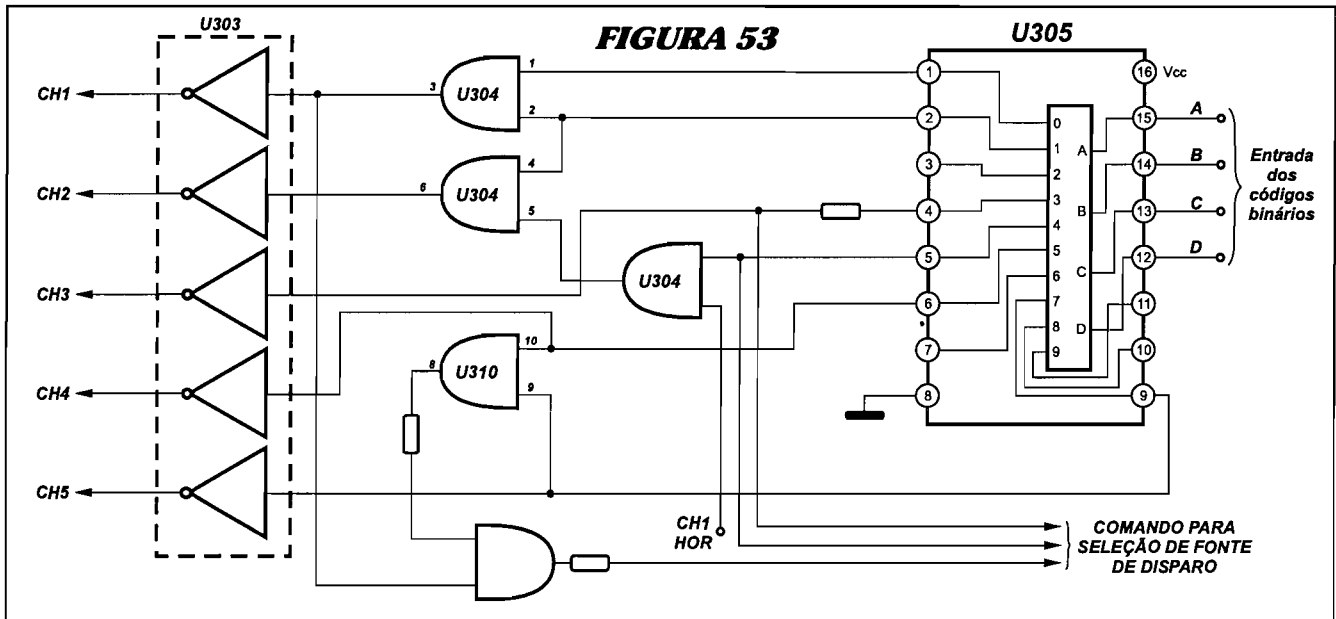 FIGURA 53
U303
U305
CH1
CH2
CH3
CH4
CH5
3
U304
1
2
6
U304
4
5
U304
8
U310
10
9
CH1
HOR
1
2
3
4
5
6
7
8
0
1
2
3
4
5
6
7
8
9
A
B
C
D
16
Vcc
15
14
13
12
11
10
9
A
B
C
D
Entrada
dos
códigos
binários
COMANDO PARA
SELEÇÃO DE FONTE
DE DISPARO